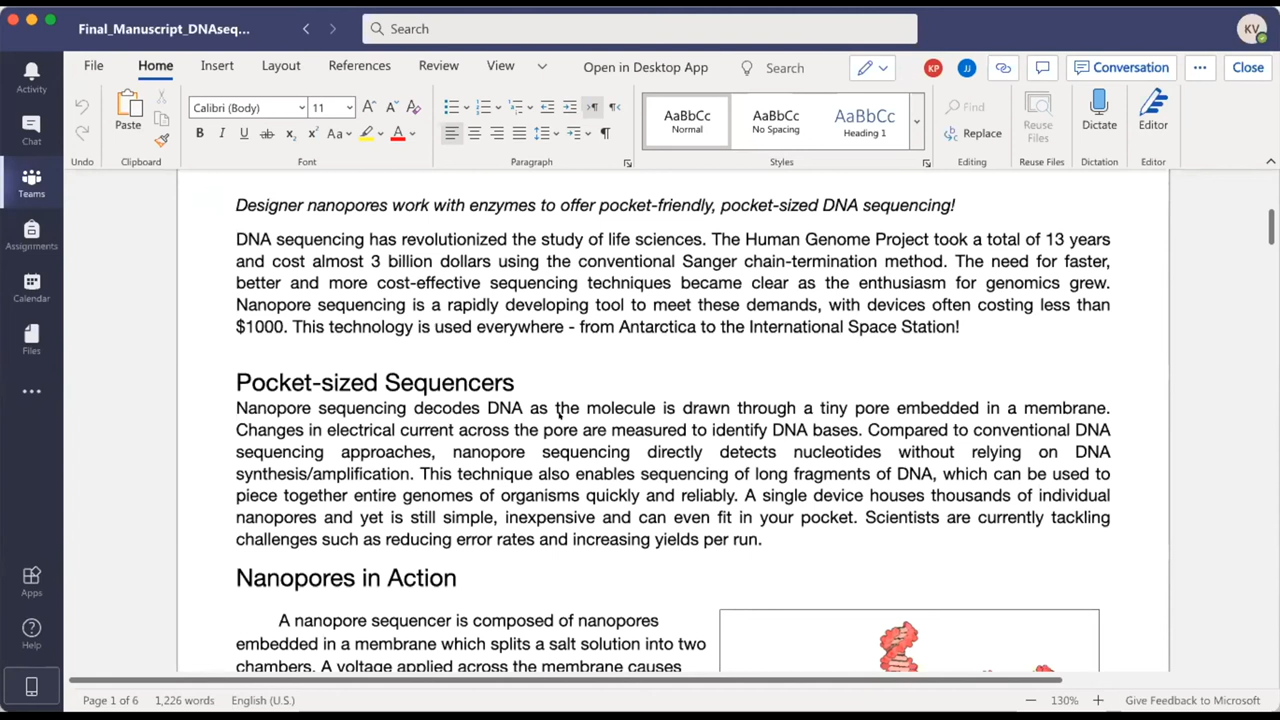 Final_Manuscript_DNAseq...
Search
KV
Activity
Chat
Teams
Assignments
Calendar
Files
Apps
Help
File Home Insert Layout References Review View Open in Desktop App Search KP JJ Conversation Close
Calibri (Body) 11
Paste
B I U ab x₂ x² Aa A
AaBbCc Normal
AaBbCc No Spacing
AaBbCc Heading 1
Find
Replace
Reuse Files
Dictate
Editor
Undo Clipboard Font Paragraph Styles Editing Reuse Files Dictation Editor
Designer nanopores work with enzymes to offer pocket-friendly, pocket-sized DNA sequencing!
DNA sequencing has revolutionized the study of life sciences. The Human Genome Project took a total of 13 years
and cost almost 3 billion dollars using the conventional Sanger chain-termination method. The need for faster,
better and more cost-effective sequencing techniques became clear as the enthusiasm for genomics grew.
Nanopore sequencing is a rapidly developing tool to meet these demands, with devices often costing less than
$1000. This technology is used everywhere - from Antarctica to the International Space Station!
Pocket-sized Sequencers
Nanopore sequencing decodes DNA as the molecule is drawn through a tiny pore embedded in a membrane.
Changes in electrical current across the pore are measured to identify DNA bases. Compared to conventional DNA
sequencing approaches, nanopore sequencing directly detects nucleotides without relying on DNA
synthesis/amplification. This technique also enables sequencing of long fragments of DNA, which can be used to
piece together entire genomes of organisms quickly and reliably. A single device houses thousands of individual
nanopores and yet is still simple, inexpensive and can even fit in your pocket. Scientists are currently tackling
challenges such as reducing error rates and increasing yields per run.
Nanopores in Action
A nanopore sequencer is composed of nanopores
embedded in a membrane which splits a salt solution into two
chambers. A voltage applied across the membrane causes
Page 1 of 6 1,226 words English (U.S.) 130% Give Feedback to Microsoft